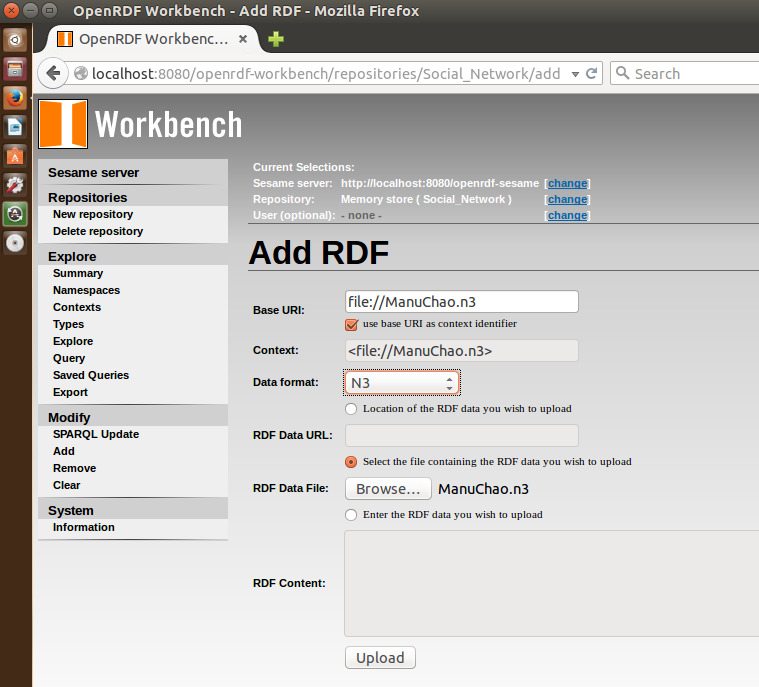 OpenRDF Workbench - Add RDF - Mozilla Firefox
OpenRDF Workbenc...
localhost:8080/openrdf-workbench/repositories/Social_Network/add
Search
Workbench
Sesame server
Repositories
New repository
Delete repository
Explore
Summary
Namespaces
Contexts
Types
Explore
Query
Saved Queries
Export
Modify
SPARQL Update
Add
Remove
Clear
System
Information
Current Selections:
Sesame server: http://localhost:8080/openrdf-sesame [change]
Repository: Memory store ( Social_Network ) [change]
User (optional): - none - [change]
Add RDF
Base URI: file://ManuChao.n3
use base URI as context identifier
Context: <file://ManuChao.n3>
Data format: N3
Location of the RDF data you wish to upload
RDF Data URL:
Select the file containing the RDF data you wish to upload
RDF Data File: Browse... ManuChao.n3
Enter the RDF data you wish to upload
RDF Content:
Upload